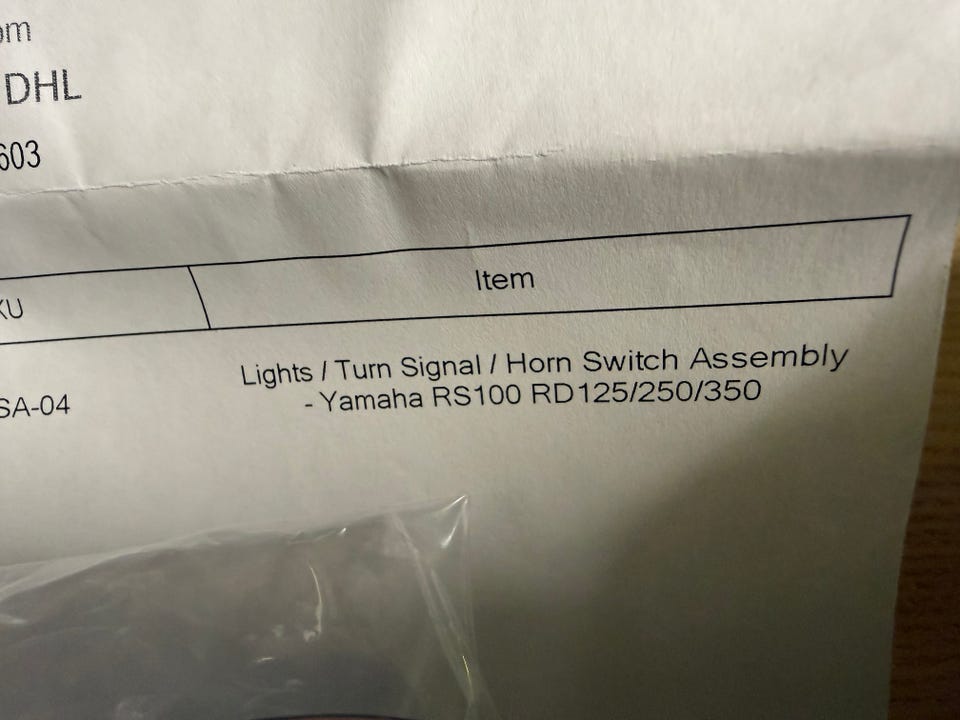 om
DHL
603
KU
Item
Lights / Turn Signal / Horn Switch Assembly
SA-04
- Yamaha RS100 RD125/250/350